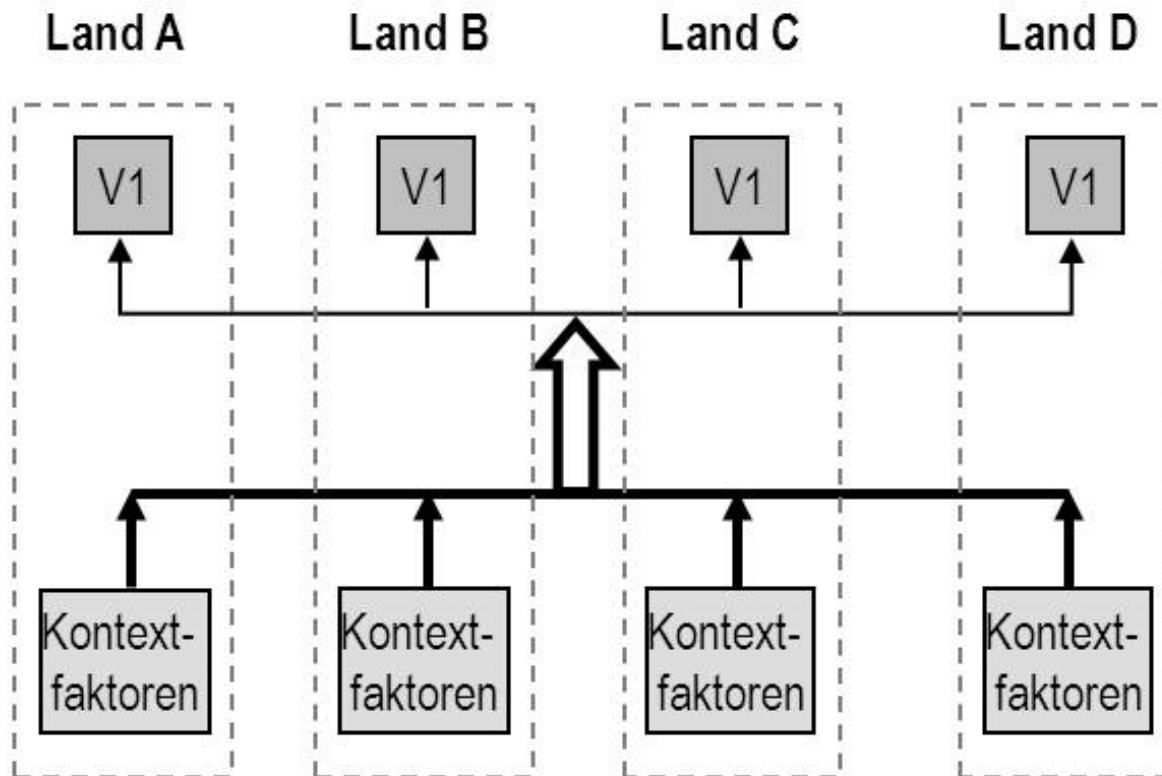 Land A Land B Land C Land D
V1 V1 V1 V1
Kontext- Kontext- Kontext- Kontext-
faktoren faktoren faktoren faktoren